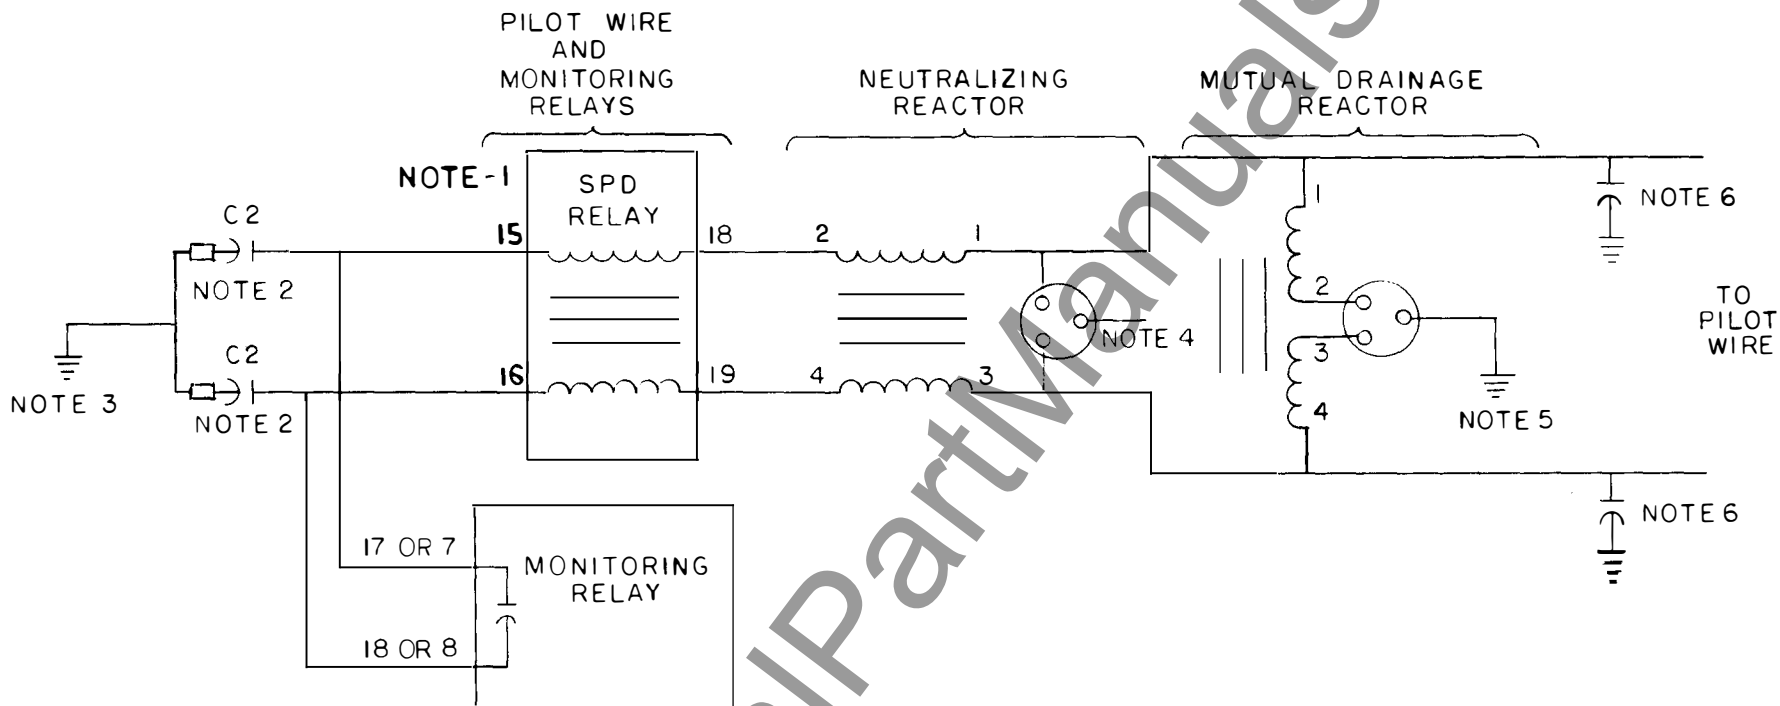 PILOT WIRE
AND
MONITORING
RELAYS
NEUTRALIZING
REACTOR
MUTUAL DRAINAGE
REACTOR
NOTE-1
SPD
RELAY
C2
NOTE 2
15
18
2
1
1
2
3
4
NOTE 6
TO
PILOT
WIRE
NOTE 3
C2
NOTE 2
16
19
4
3
NOTE 4
NOTE 5
NOTE 6
17 OR 7
18 OR 8
MONITORING
RELAY
lPartManuals